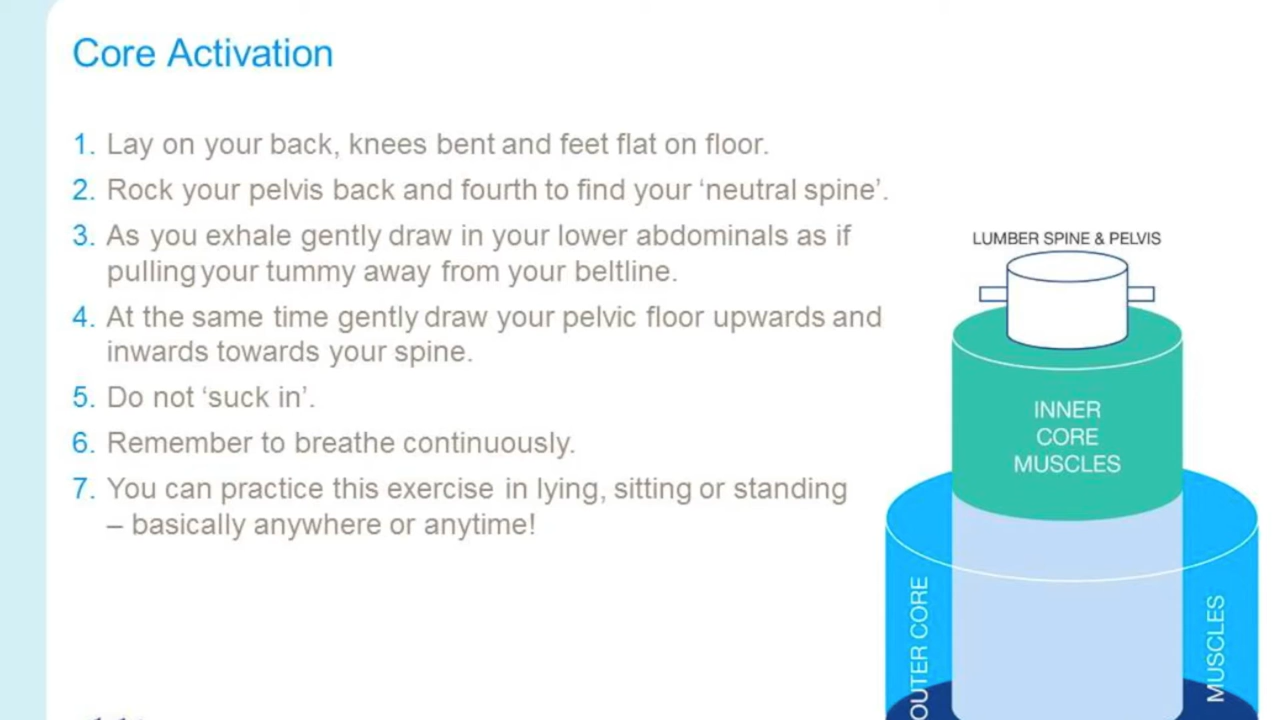 Core Activation
1. Lay on your back, knees bent and feet flat on floor.
2. Rock your pelvis back and fourth to find your ‘neutral spine’.
3. As you exhale gently draw in your lower abdominals as if
pulling your tummy away from your beltline.
4. At the same time gently draw your pelvic floor upwards and
inwards towards your spine.
5. Do not ‘suck in’.
6. Remember to breathe continuously.
7. You can practice this exercise in lying, sitting or standing
– basically anywhere or anytime!
LUMBER SPINE & PELVIS
INNER
CORE
MUSCLES
OUTER CORE
MUSCLES